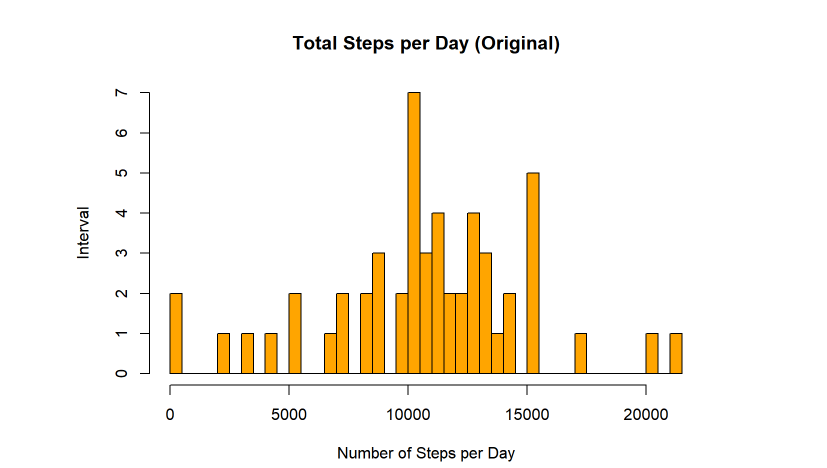 Total Steps per Day (Original)
7
6
5
4
3
2
1
0
Interval
0 5000 10000 15000 20000
Number of Steps per Day